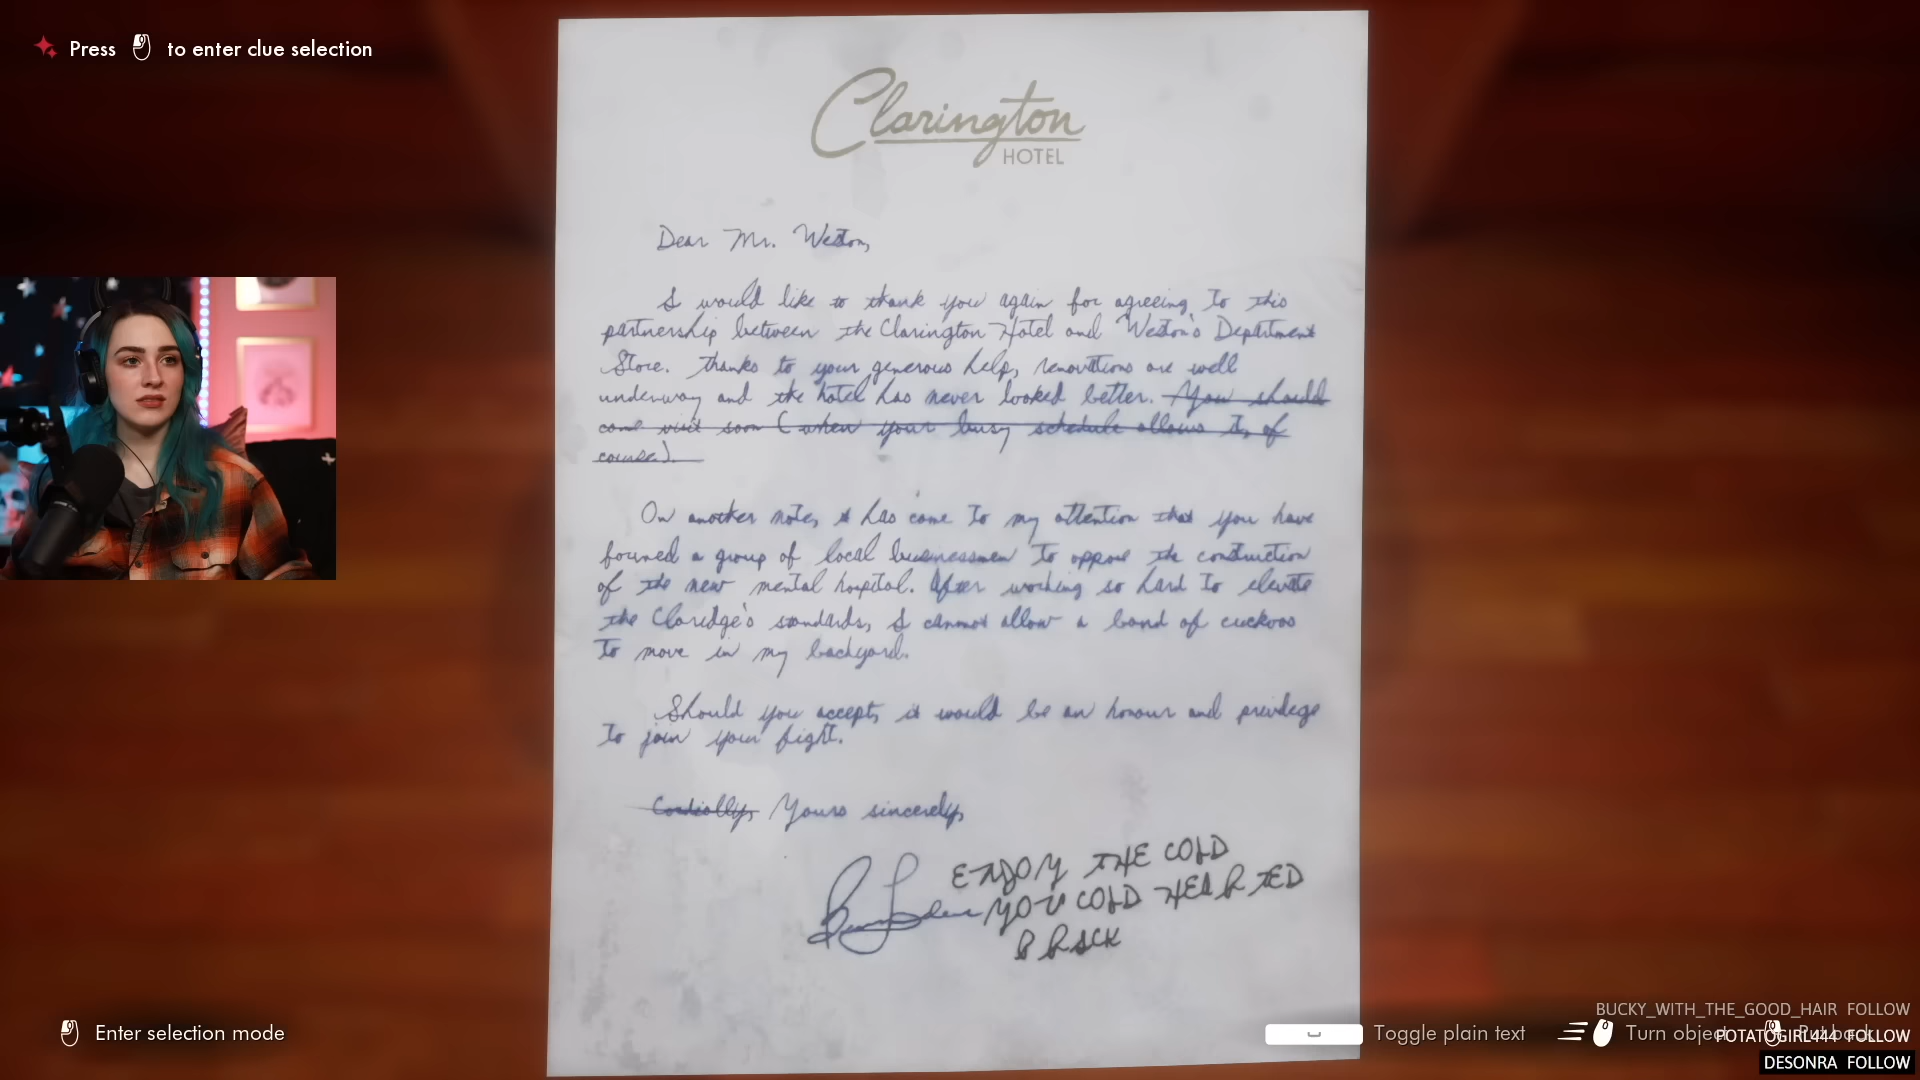 Press to enter clue selection
Clarington
HOTEL
Dear Mr. Weston,
I would like to thank you again for agreeing to this
partnership between the Clarington Hotel and Weston's Department
Store. Thanks to your generous help, renovations are well
underway and the hotel has never looked better. You should
come visit soon (when your busy schedule allows it, of
course).
On another note, it has come to my attention that you have
formed a group of local businessmen to oppose the construction
of the new mental hospital. After working so hard to elevate
the Claridge's standards, I cannot allow a band of cuckoos
to move in my backyard.
Should you accept, it would be an honour and privilege
to join your fight.
Cordially, Yours sincerely,
ENJOY THE COLD
YOU COLD HEARTED
Enter selection mode
Toggle plain text
Turn object
BUCKY_WITH_THE_GOOD_HAIR FOLLOW
POTATOGIRL444 FOLLOW
DESONRA FOLLOW